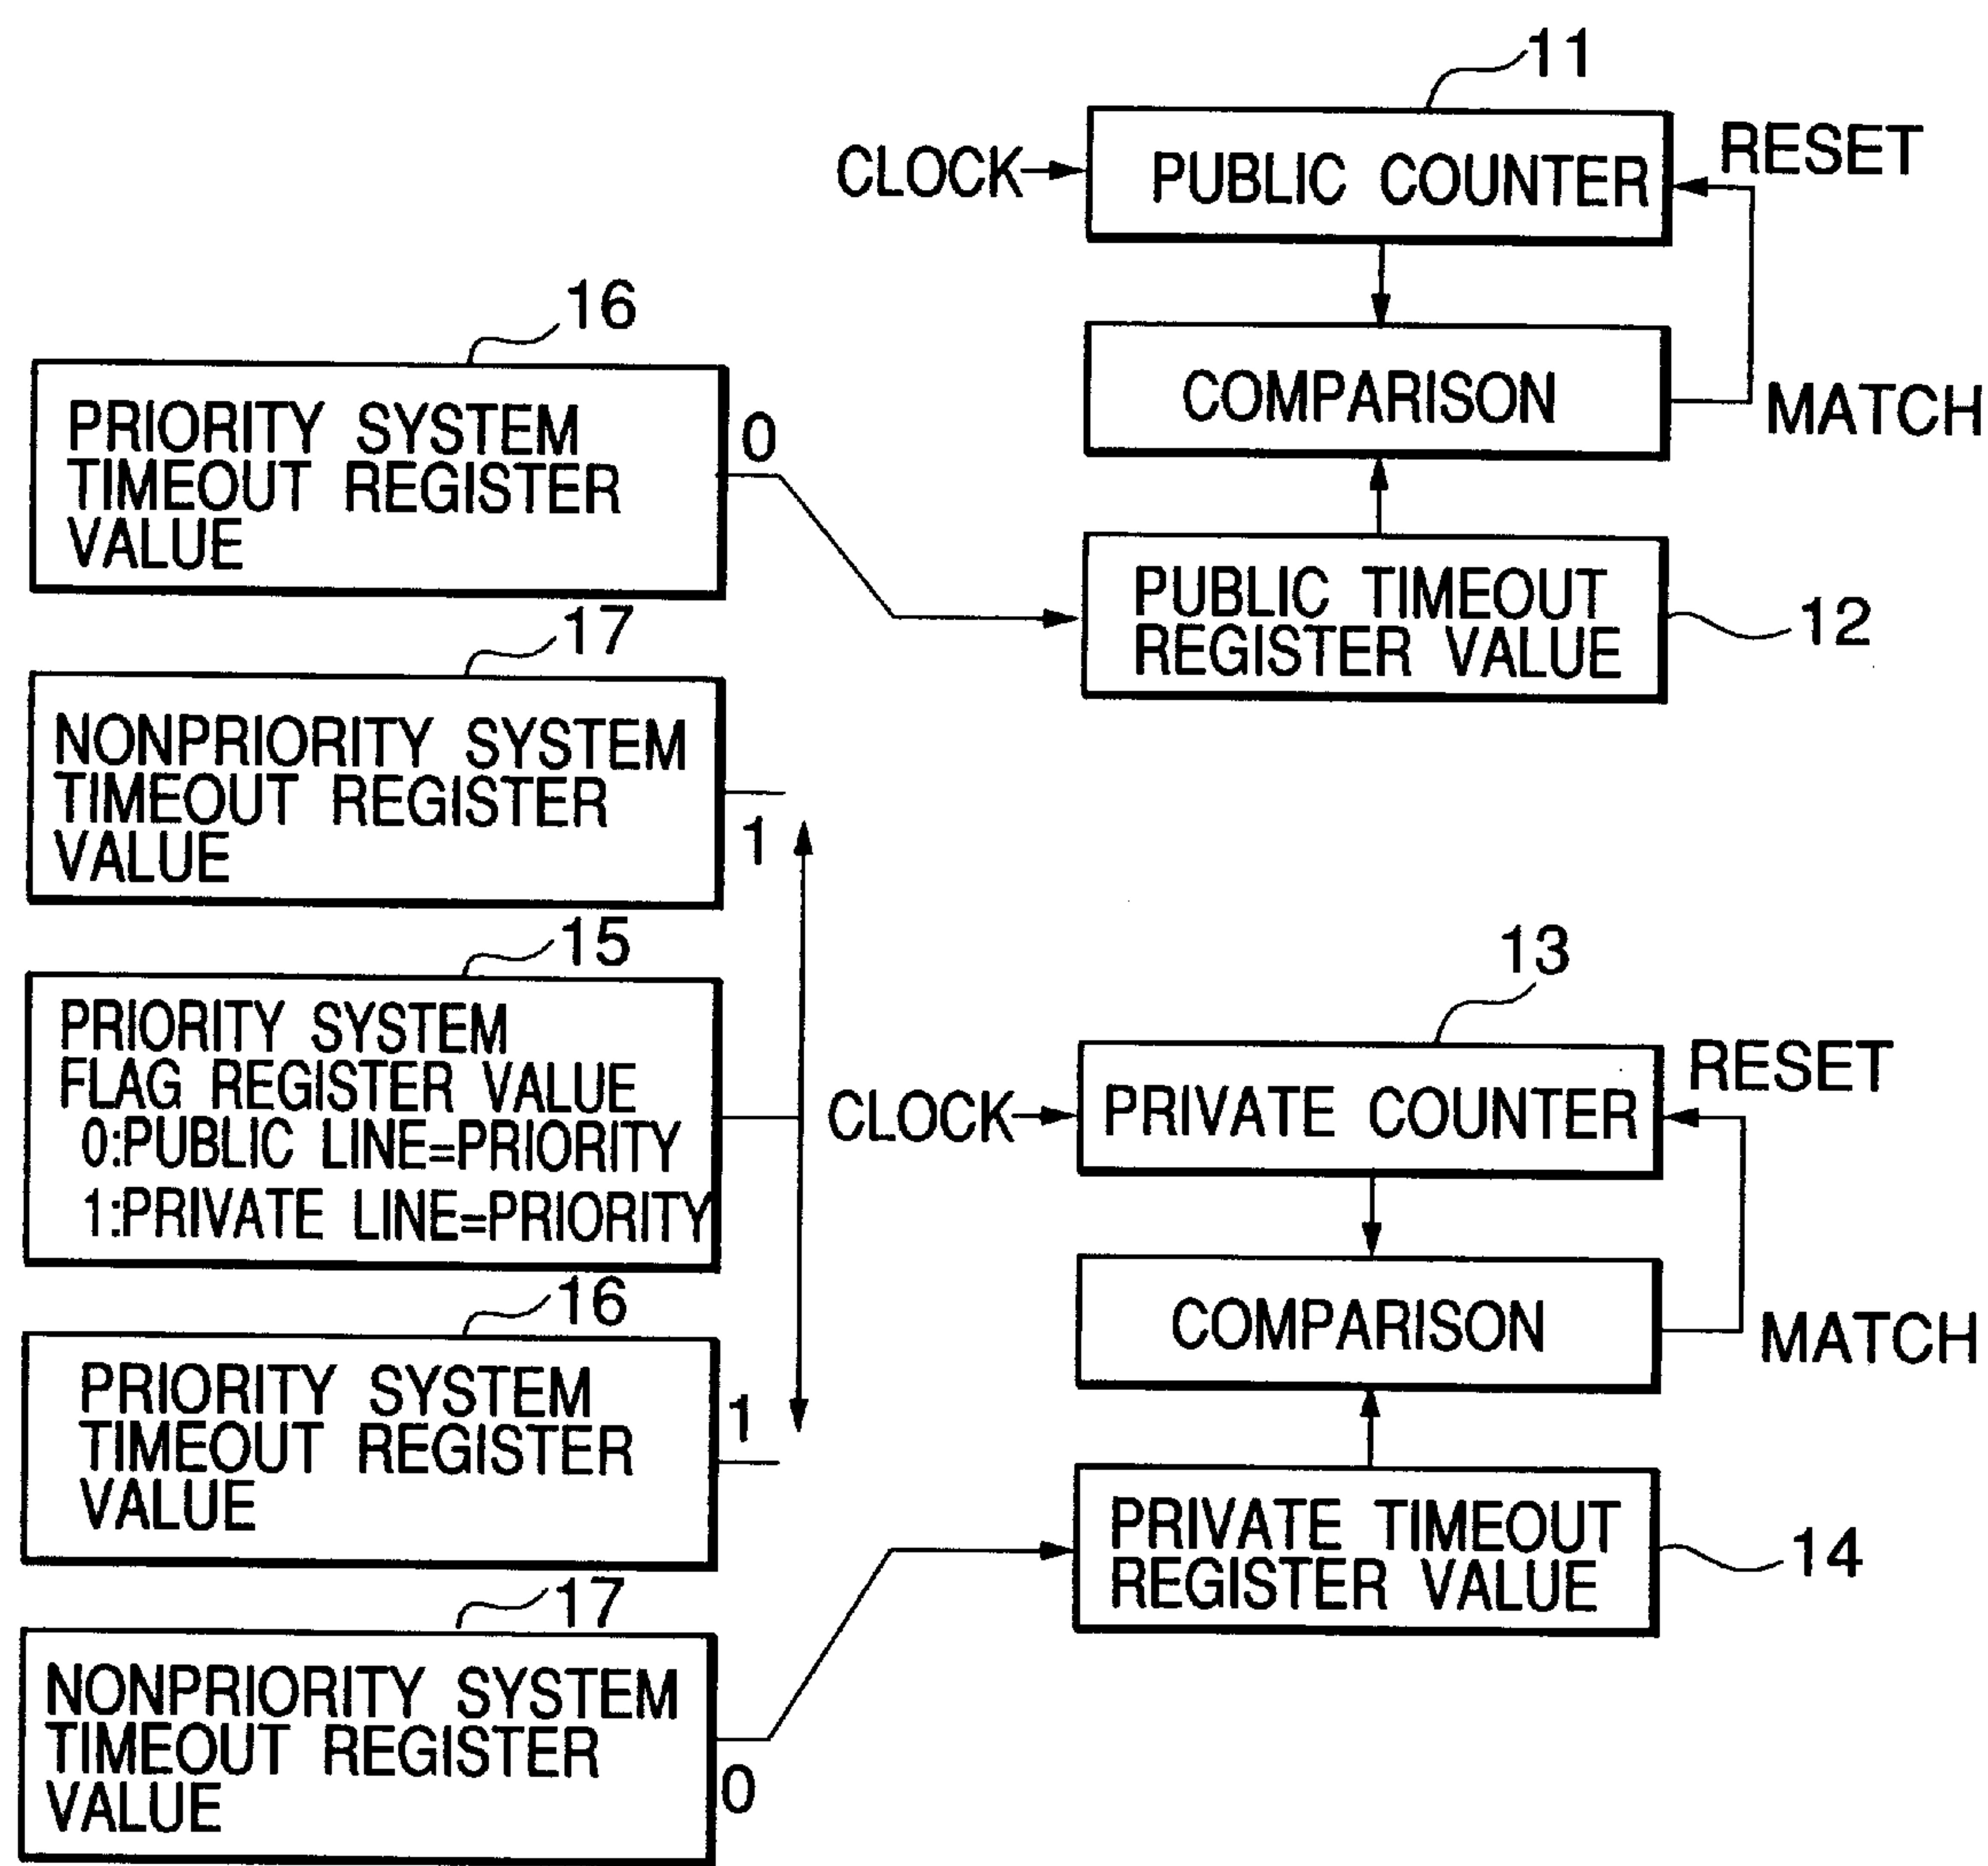 11
CLOCK
PUBLIC COUNTER
RESET
COMPARISON
MATCH
PUBLIC TIMEOUT
REGISTER VALUE
12
16
PRIORITY SYSTEM
TIMEOUT REGISTER
VALUE
0
17
NONPRIORITY SYSTEM
TIMEOUT REGISTER
VALUE
1
15
PRIORITY SYSTEM
FLAG REGISTER VALUE
0:PUBLIC LINE=PRIORITY
1:PRIVATE LINE=PRIORITY
16
PRIORITY SYSTEM
TIMEOUT REGISTER
VALUE
1
17
NONPRIORITY SYSTEM
TIMEOUT REGISTER
VALUE
0
13
CLOCK
PRIVATE COUNTER
RESET
COMPARISON
MATCH
PRIVATE TIMEOUT
REGISTER VALUE
14